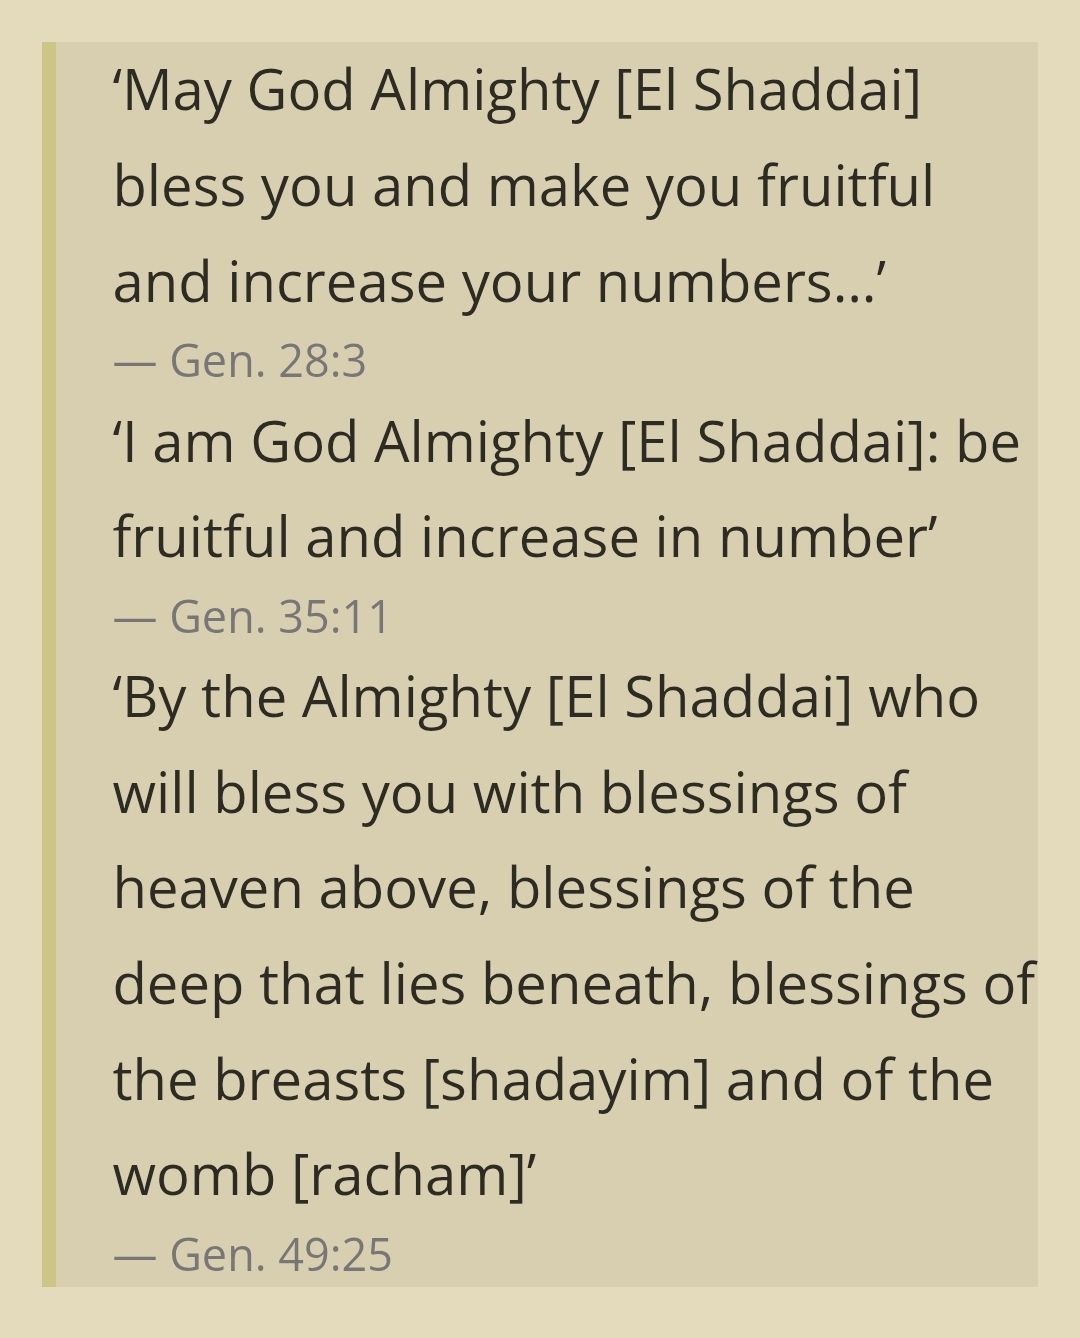 ‘May God Almighty [El Shaddai]
bless you and make you fruitful
and increase your numbers…’
— Gen. 28:3
‘I am God Almighty [El Shaddai]: be
fruitful and increase in number’
— Gen. 35:11
‘By the Almighty [El Shaddai] who
will bless you with blessings of
heaven above, blessings of the
deep that lies beneath, blessings of
the breasts [shadayim] and of the
womb [racham]’
— Gen. 49:25